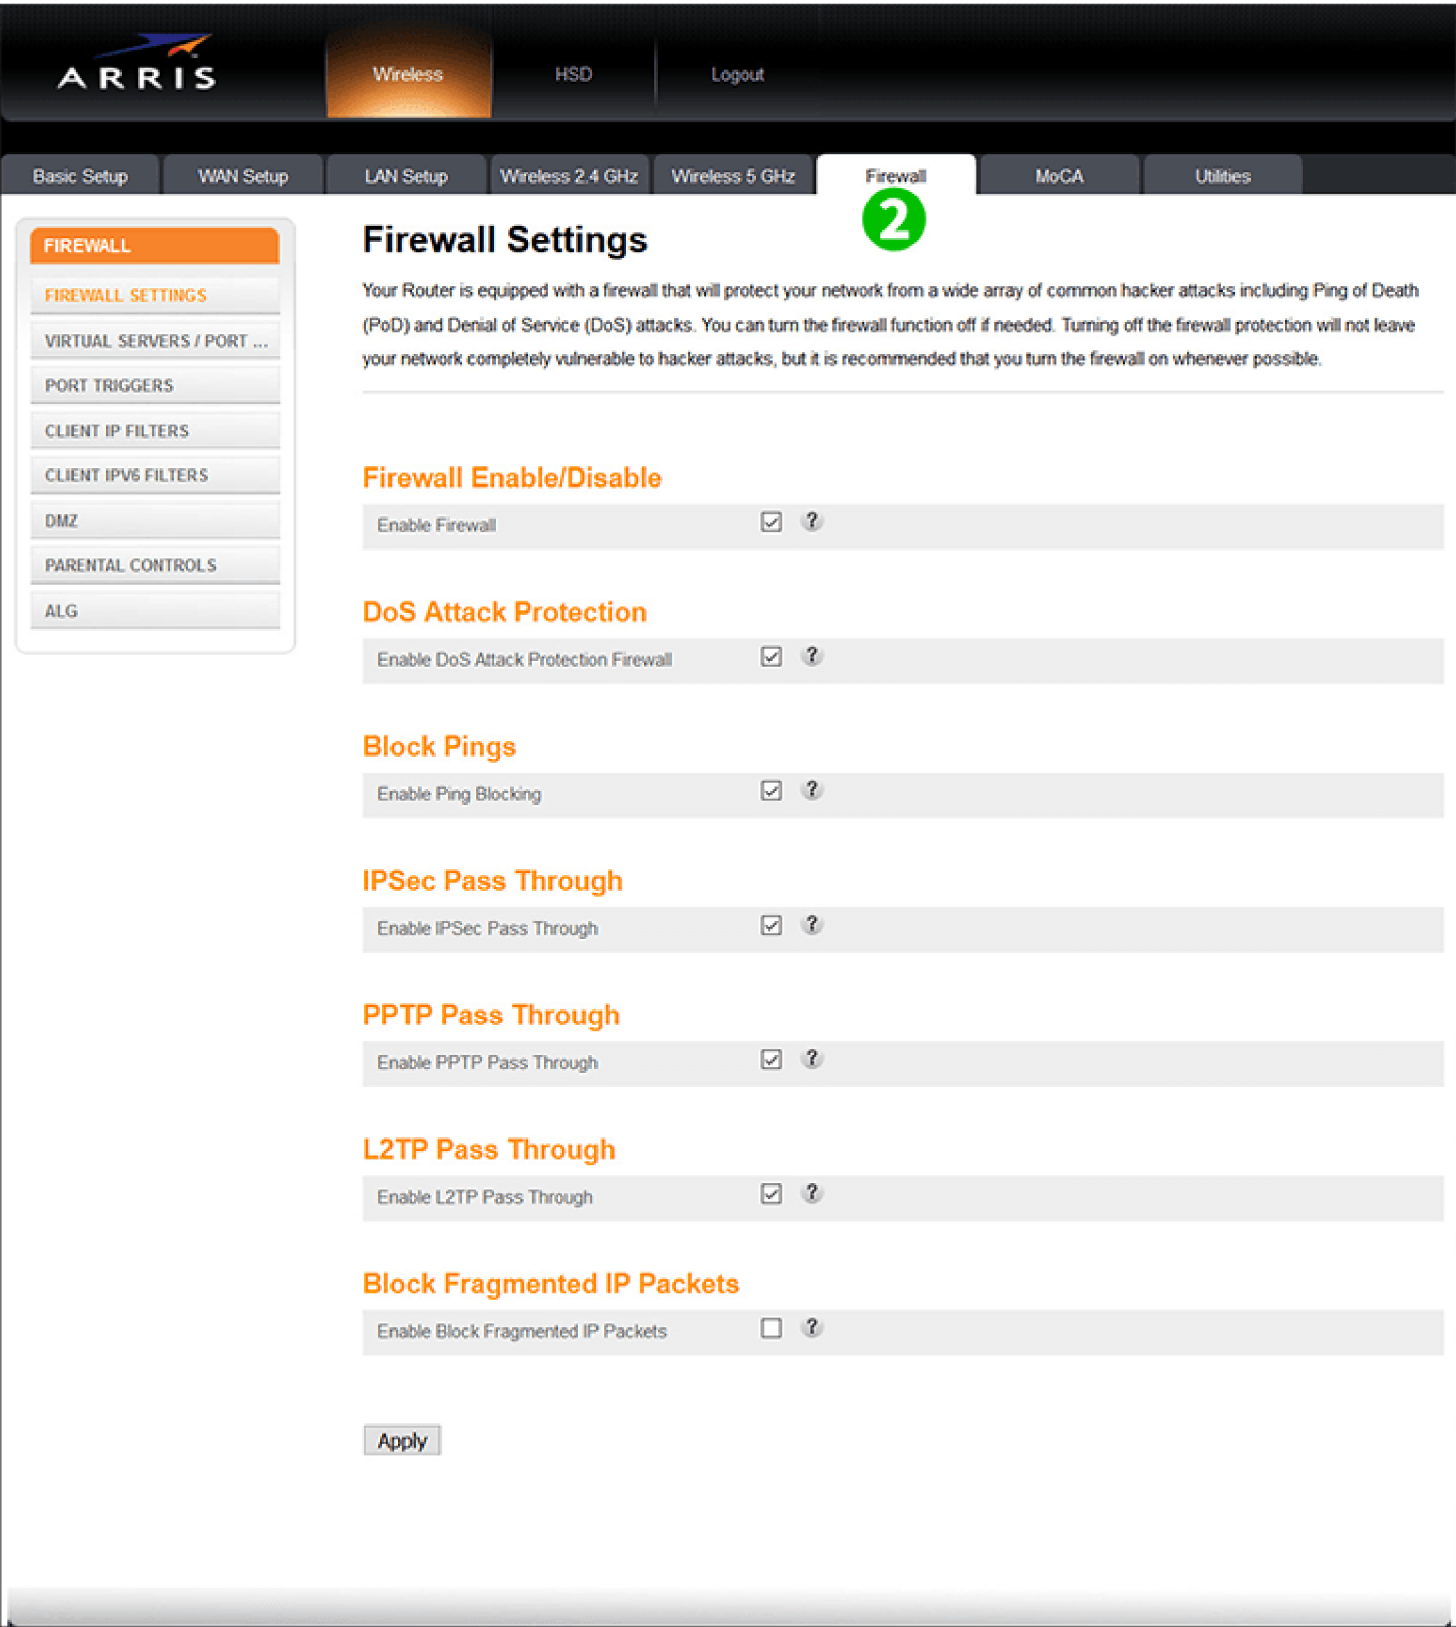 ARRIS
Wireless
HSD
Logout
Basic Setup
WAN Setup
LAN Setup
Wireless 2.4 GHz
Wireless 5 GHz
Firewall
MoCA
Utilities
2
FIREWALL
FIREWALL SETTINGS
VIRTUAL SERVERS / PORT ...
PORT TRIGGERS
CLIENT IP FILTERS
CLIENT IPV6 FILTERS
DMZ
PARENTAL CONTROLS
ALG
Firewall Settings
Your Router is equipped with a firewall that will protect your network from a wide array of common hacker attacks including Ping of Death
(PoD) and Denial of Service (DoS) attacks. You can turn the firewall function off if needed. Turning off the firewall protection will not leave
your network completely vulnerable to hacker attacks, but it is recommended that you turn the firewall on whenever possible.
Firewall Enable/Disable
Enable Firewall ?
DoS Attack Protection
Enable DoS Attack Protection Firewall ?
Block Pings
Enable Ping Blocking ?
IPSec Pass Through
Enable IPSec Pass Through ?
PPTP Pass Through
Enable PPTP Pass Through ?
L2TP Pass Through
Enable L2TP Pass Through ?
Block Fragmented IP Packets
Enable Block Fragmented IP Packets ?
Apply